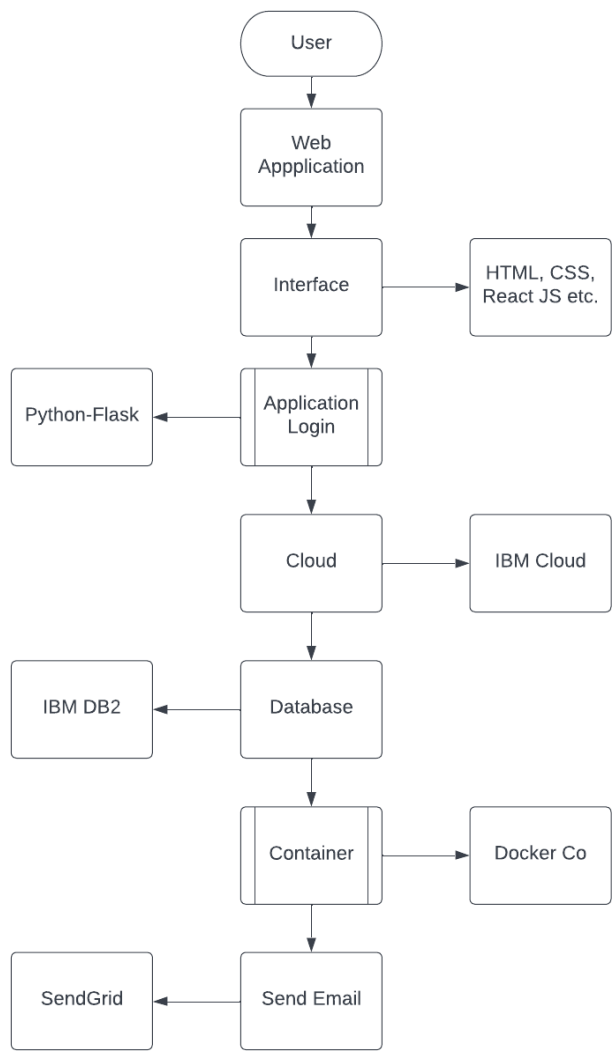 User
Web
Appplication
Interface
HTML, CSS,
React JS etc.
Python-Flask
Application
Login
Cloud
IBM Cloud
IBM DB2
Database
Container
Docker Co
SendGrid
Send Email